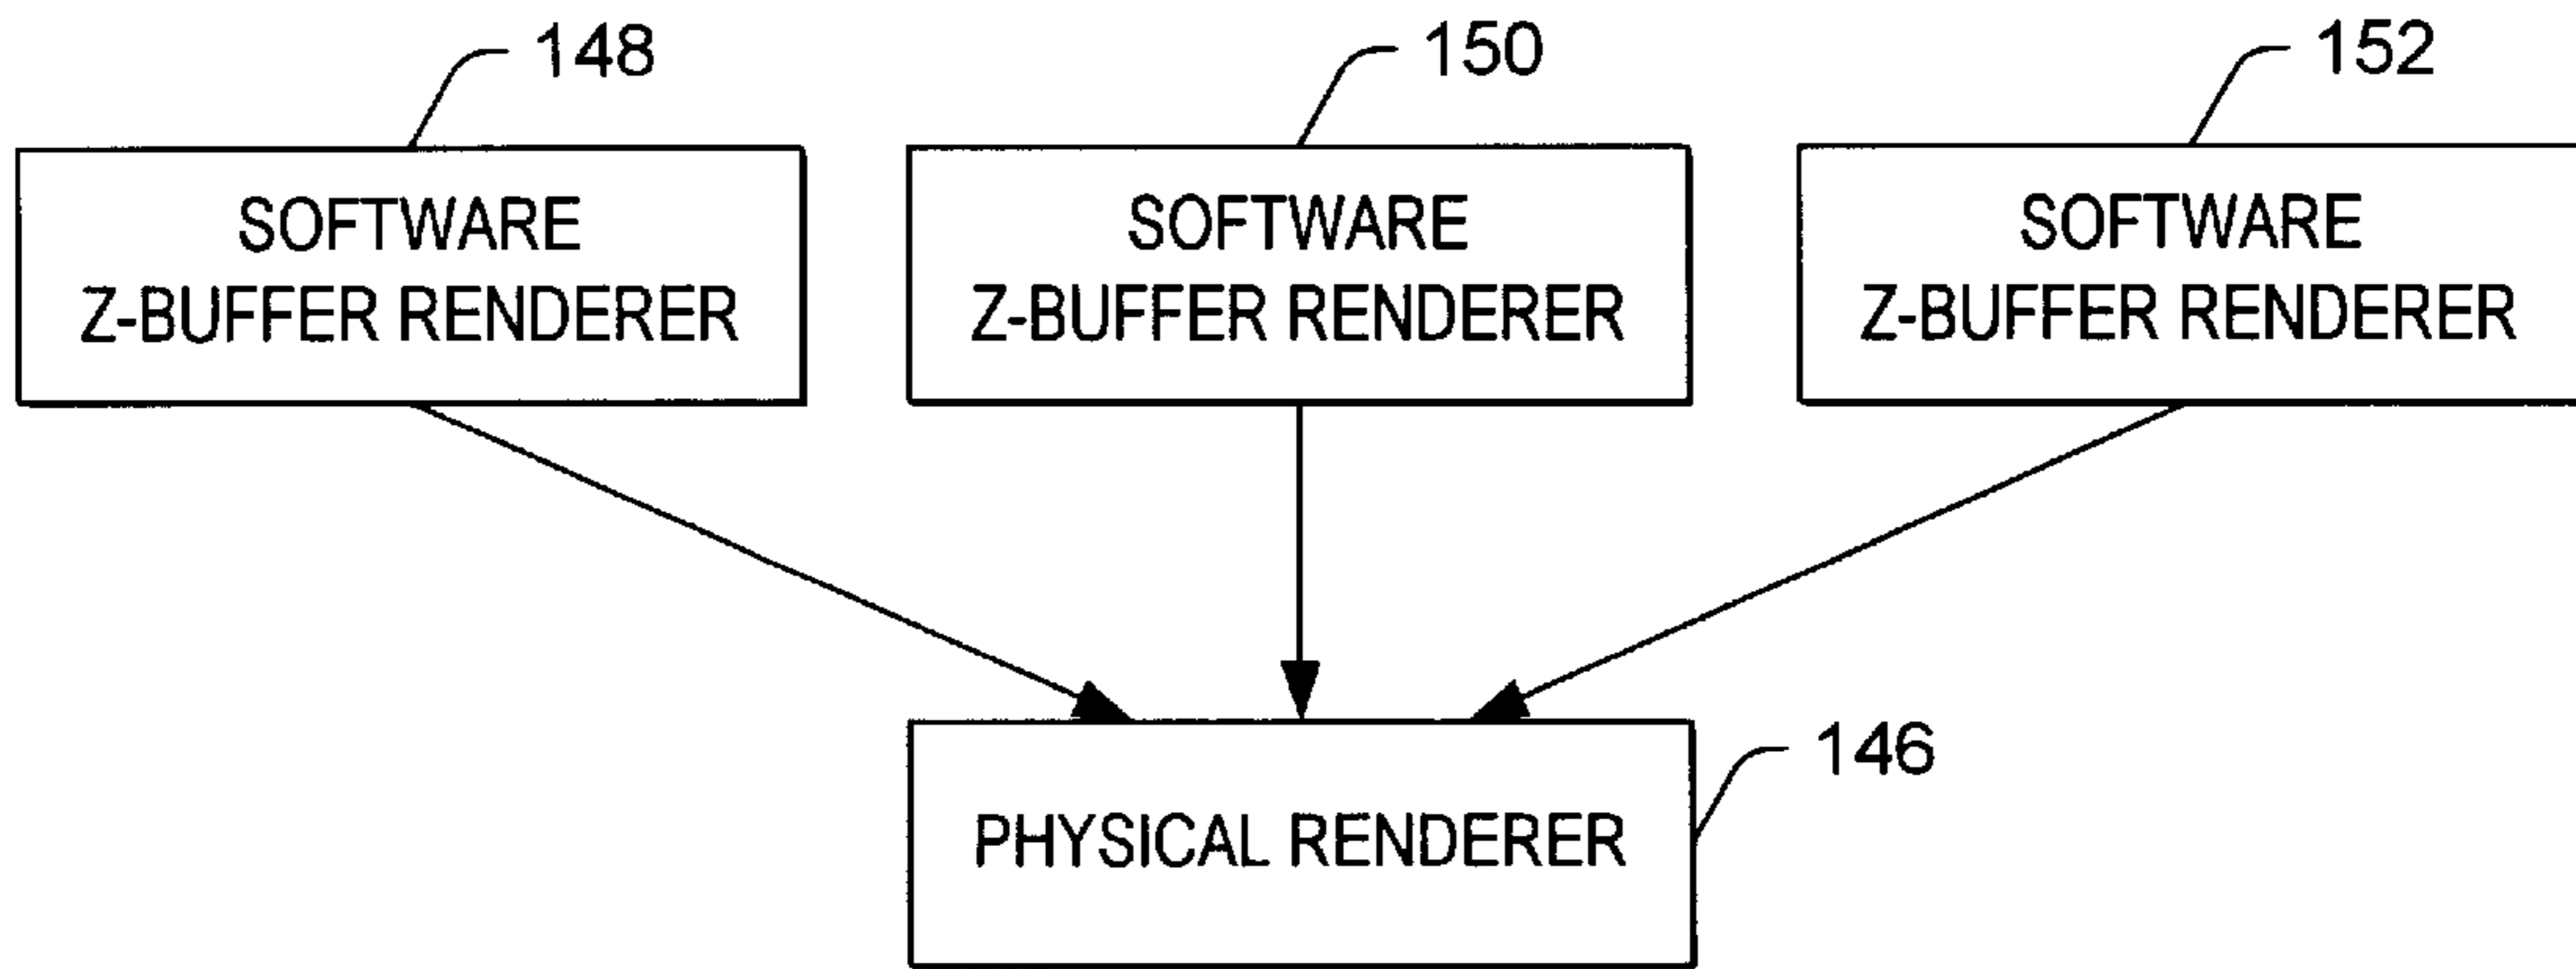 148
150
152
SOFTWARE
Z-BUFFER RENDERER
SOFTWARE
Z-BUFFER RENDERER
SOFTWARE
Z-BUFFER RENDERER
146
PHYSICAL RENDERER